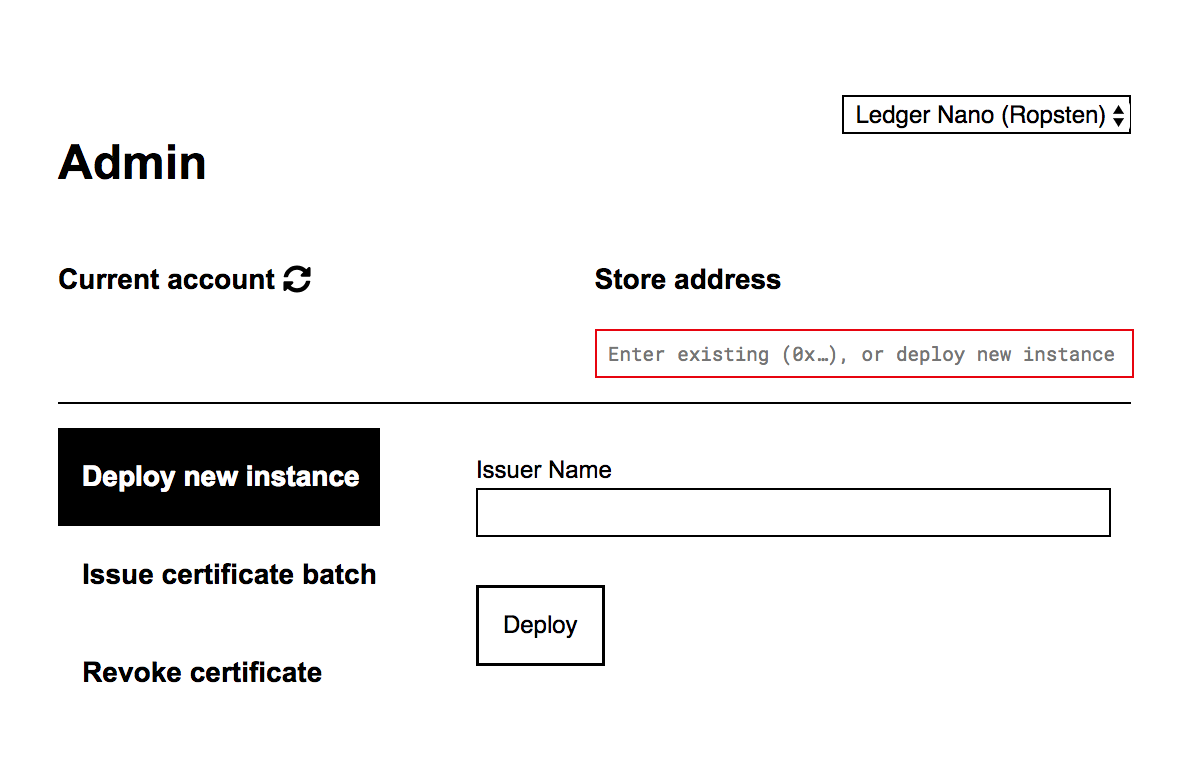 Ledger Nano (Ropsten)
Admin
Current account
Store address
Enter existing (0x…), or deploy new instance
Deploy new instance
Issue certificate batch
Revoke certificate
Issuer Name
Deploy